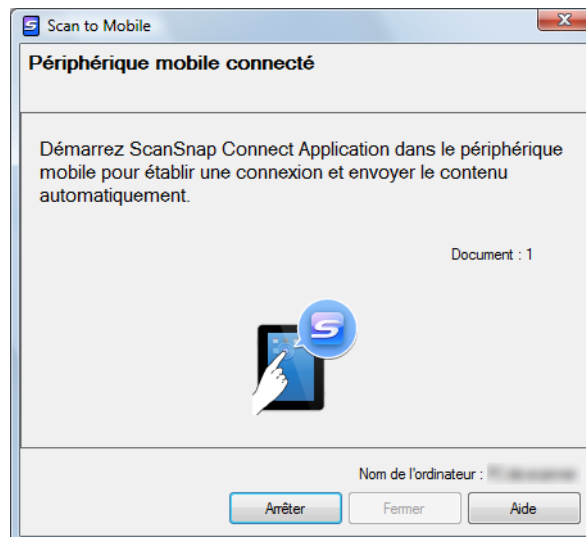 Scan to Mobile
Périphérique mobile connecté
Démarrez ScanSnap Connect Application dans le périphérique
mobile pour établir une connexion et envoyer le contenu
automatiquement.
Document : 1
S
Nom de l'ordinateur :
Arrêter Fermer Aide